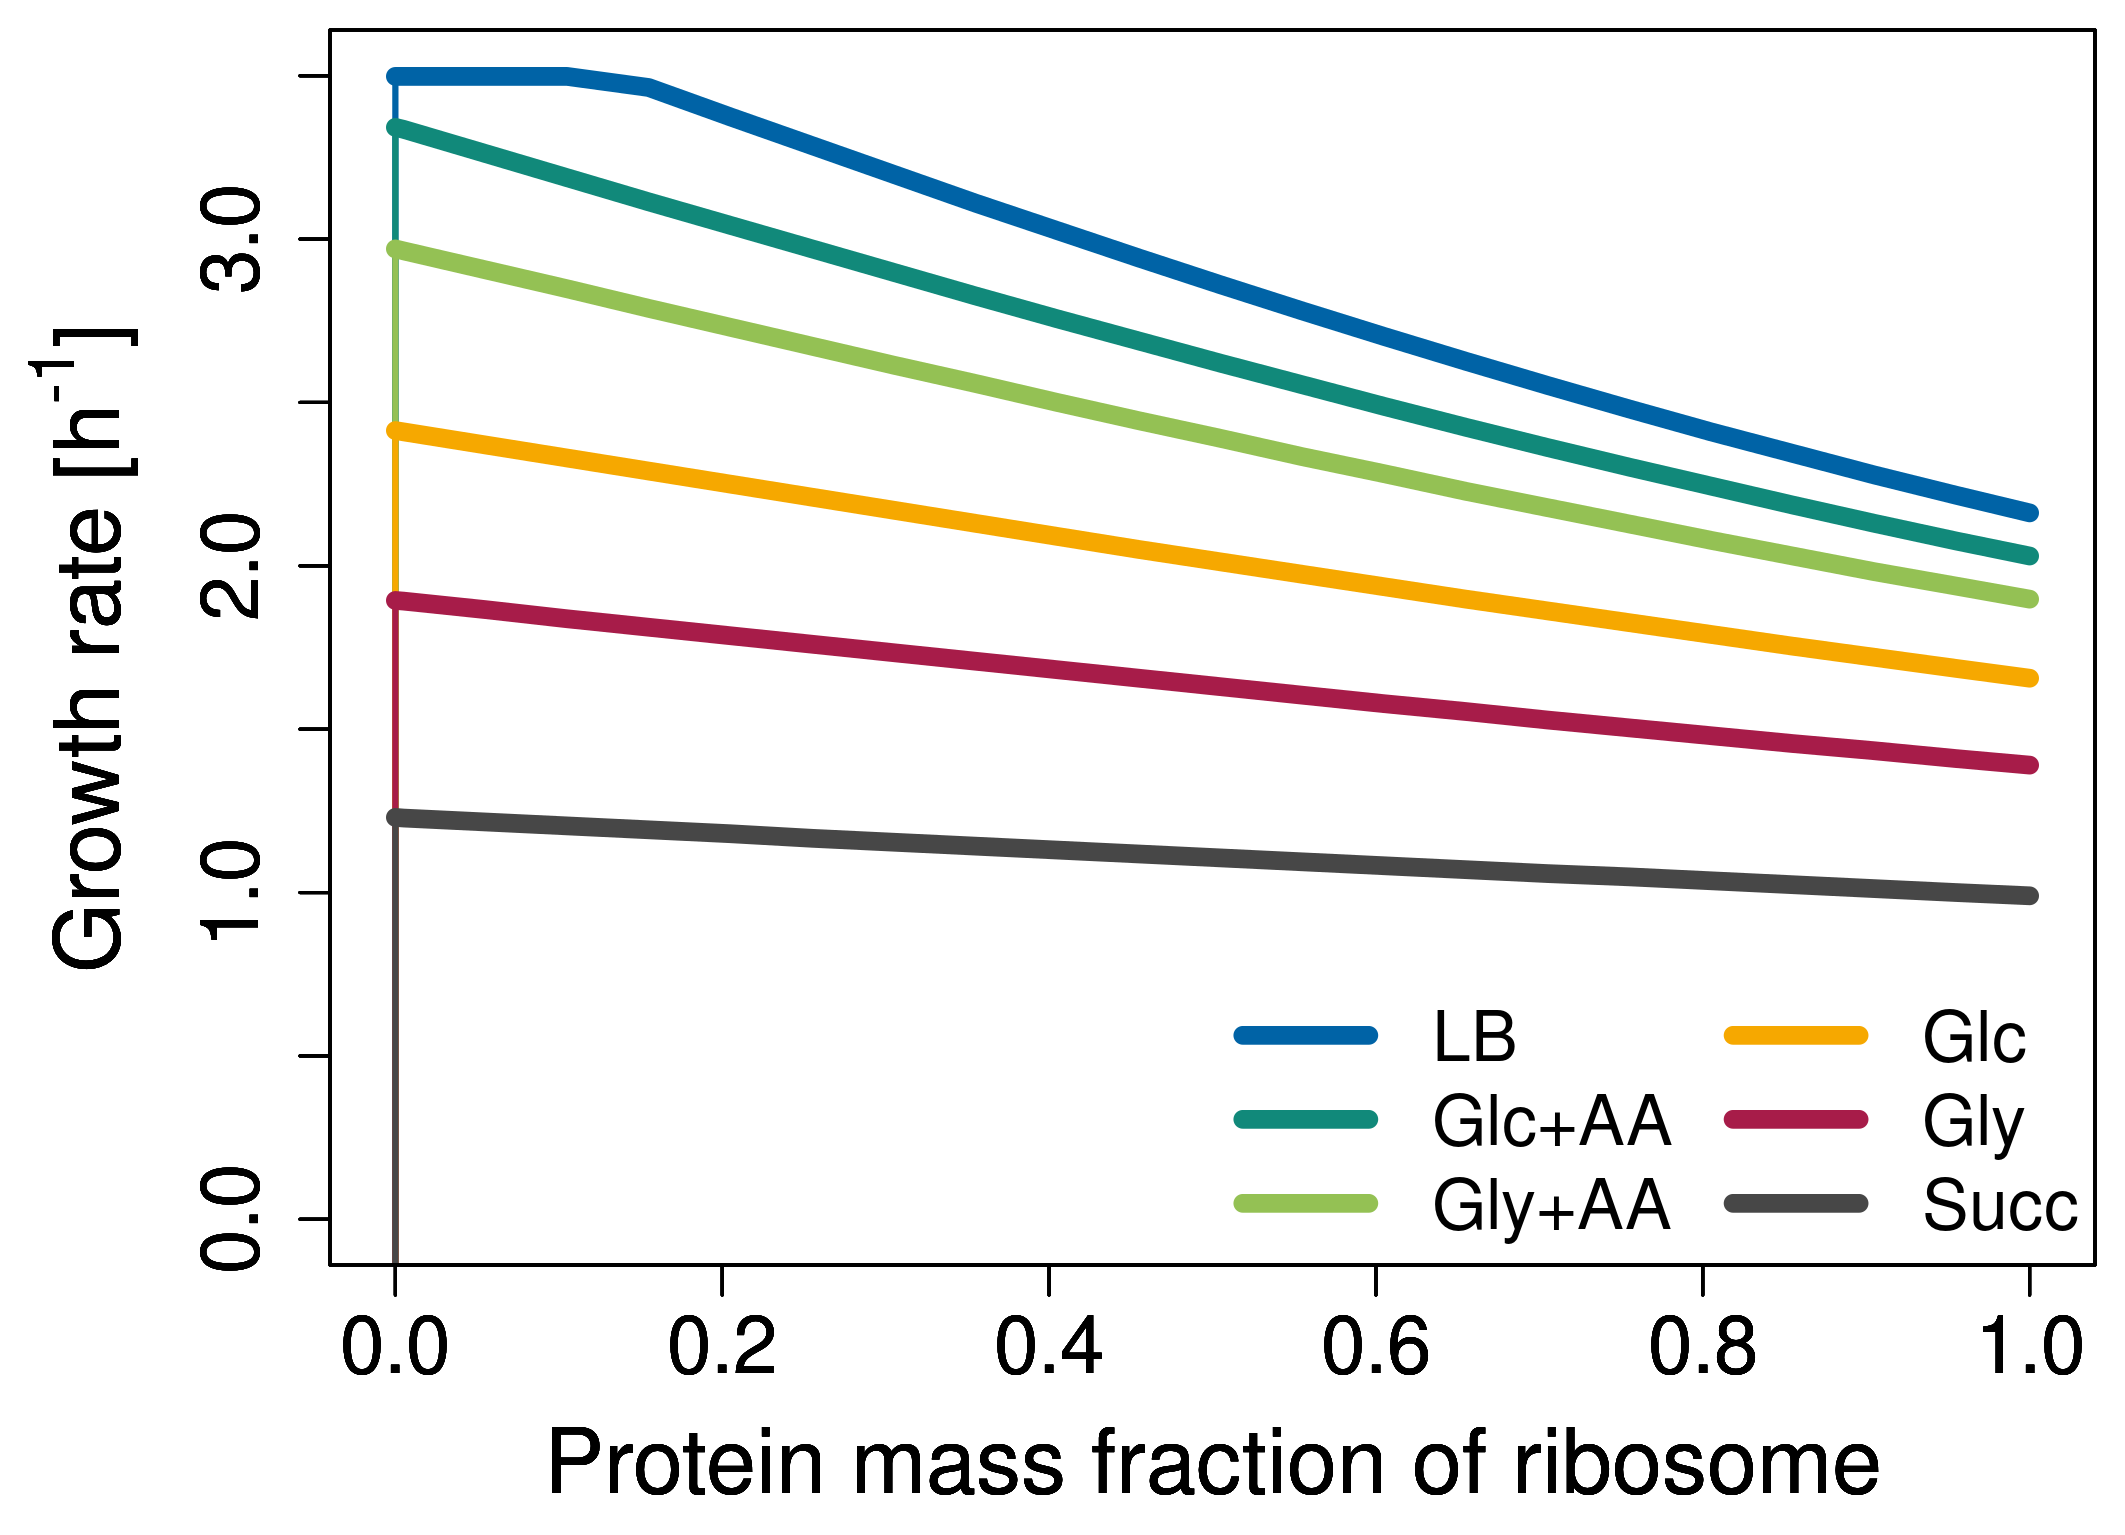 Growth rate [h-1]
3.0
2.0
1.0
0.0
LB
Glc+AA
Gly+AA
Glc
Gly
Succ
0.0 0.2 0.4 0.6 0.8 1.0
Protein mass fraction of ribosome